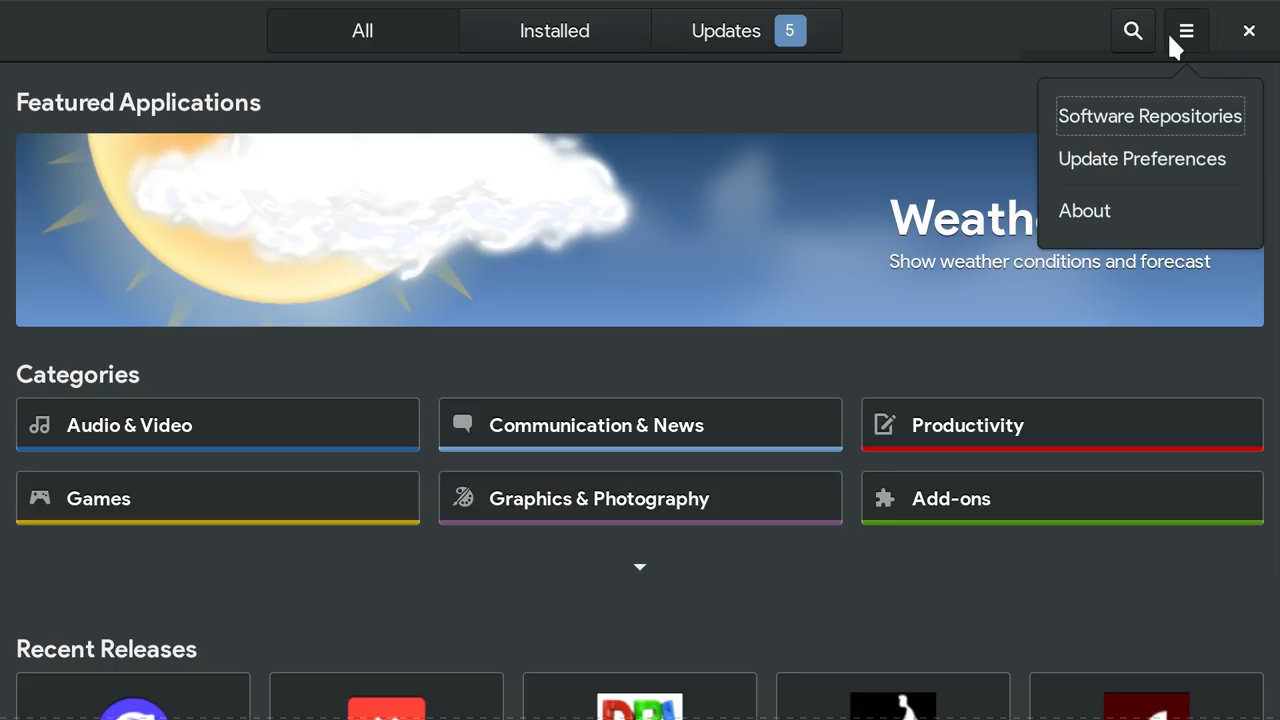 All
Installed
Updates 5
Software Repositories
Update Preferences
About
Featured Applications
Show weather conditions and forecast
Categories
Audio & Video
Communication & News
Productivity
Games
Graphics & Photography
Add-ons
Recent Releases